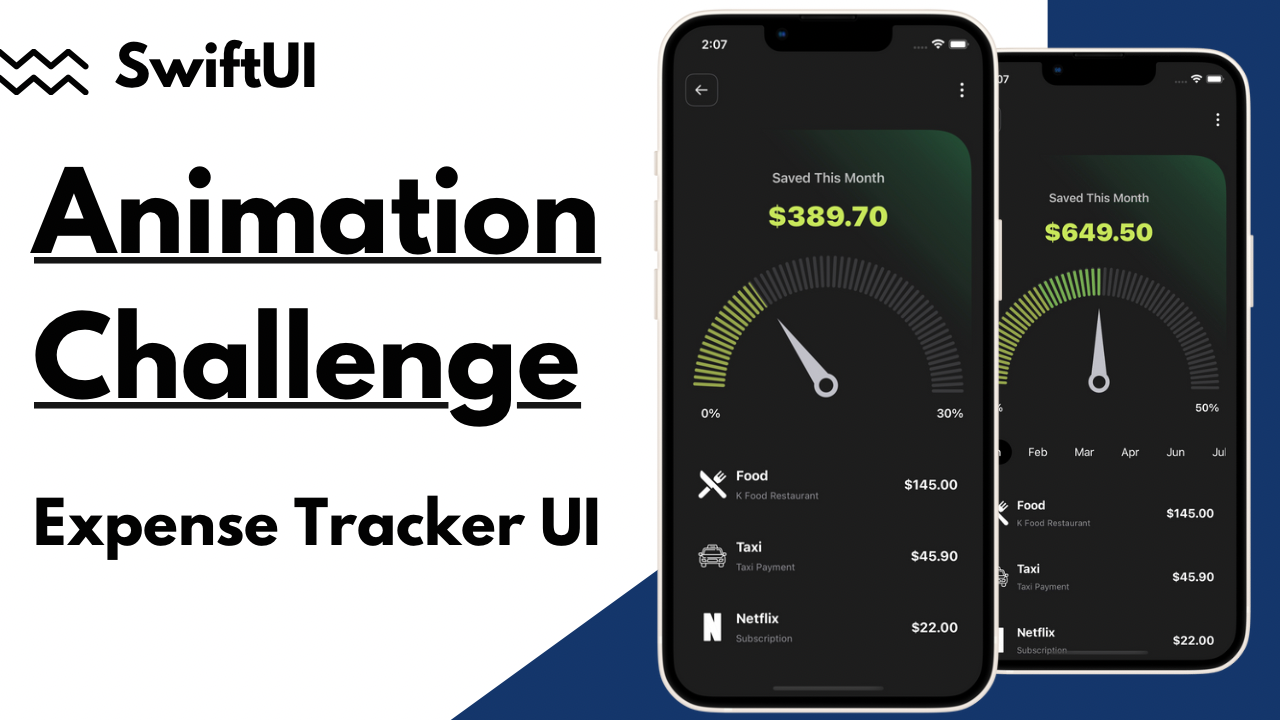 SwiftUI
Animation
Challenge
Expense Tracker UI
2:07
Saved This Month
$389.70
0%
30%
Food
K Food Restaurant
$145.00
Taxi
Taxi Payment
$45.90
Netflix
Subscription
$22.00
07
Saved This Month
$649.50
%
50%
n Feb Mar Apr Jun Jul
Food
K Food Restaurant
$145.00
Taxi
Taxi Payment
$45.90
Netflix
Subscription
$22.00